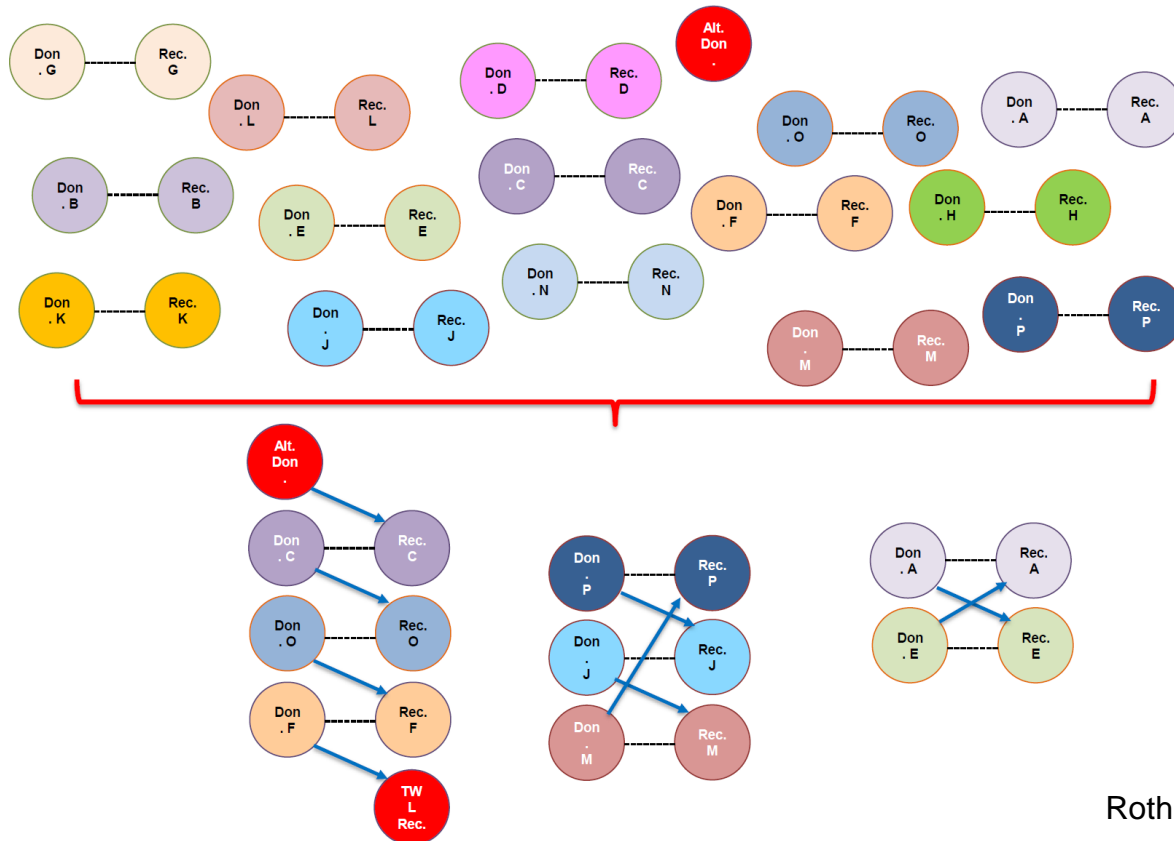 Don
. G
Rec.
G
Don
. L
Rec.
L
Don
. D
Rec.
D
Alt.
Don
.
Don
. O
Rec.
O
Don
. A
Rec.
A
Don
. B
Rec.
B
Don
. E
Rec.
E
Don
. C
Rec.
C
Don
. F
Rec.
F
Don
. H
Rec.
H
Don
. K
Rec.
K
Don
.
J
Rec.
J
Don
. N
Rec.
N
Don
.
M
Rec.
M
Don
.
P
Rec.
P
Alt.
Don
.
Don
. C
Rec.
C
Don
. O
Rec.
O
Don
. F
Rec.
F
TW
L
Rec.
Don
.
P
Rec.
P
Don
.
J
Rec.
J
Don
.
M
Rec.
M
Don
. A
Rec.
A
Don
. E
Rec.
E
Roth